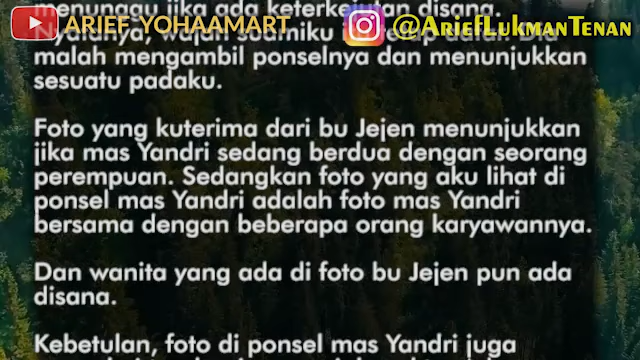 menunggu jika ada keterkejutan disana.
ARIEF YOHAAMART
@AriefLukmanTenan
Nyatanya, wajah suamiku
malah mengambil ponselnya dan menunjukkan
sesuatu padaku.
Foto yang kuterima dari bu Jejen menunjukkan
jika mas Yandri sedang berdua dengan seorang
perempuan. Sedangkan foto yang aku lihat di
ponsel mas Yandri adalah foto mas Yandri
bersama dengan beberapa orang karyawannya.
Dan wanita yang ada di foto bu Jejen pun ada
disana.
Kebetulan, foto di ponsel mas Yandri juga